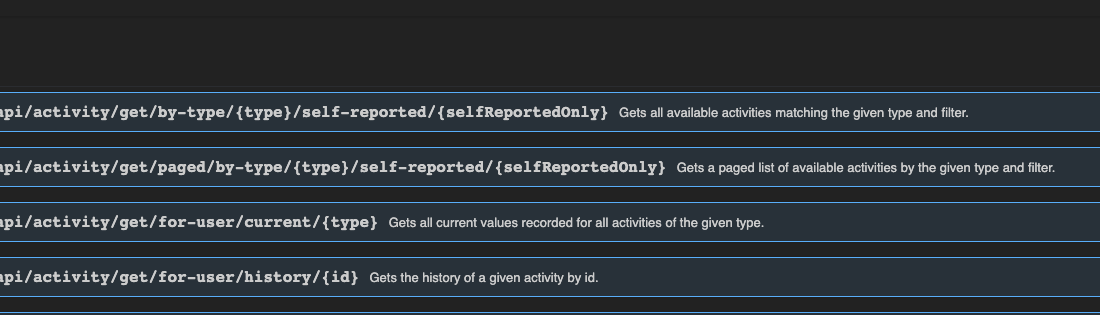 api/activity/get/by-type/{type}/self-reported/{selfReportedOnly} Gets all available activities matching the given type and filter.
api/activity/get/paged/by-type/{type}/self-reported/{selfReportedOnly} Gets a paged list of available activities by the given type and filter.
api/activity/get/for-user/current/{type} Gets all current values recorded for all activities of the given type.
api/activity/get/for-user/history/{id} Gets the history of a given activity by id.